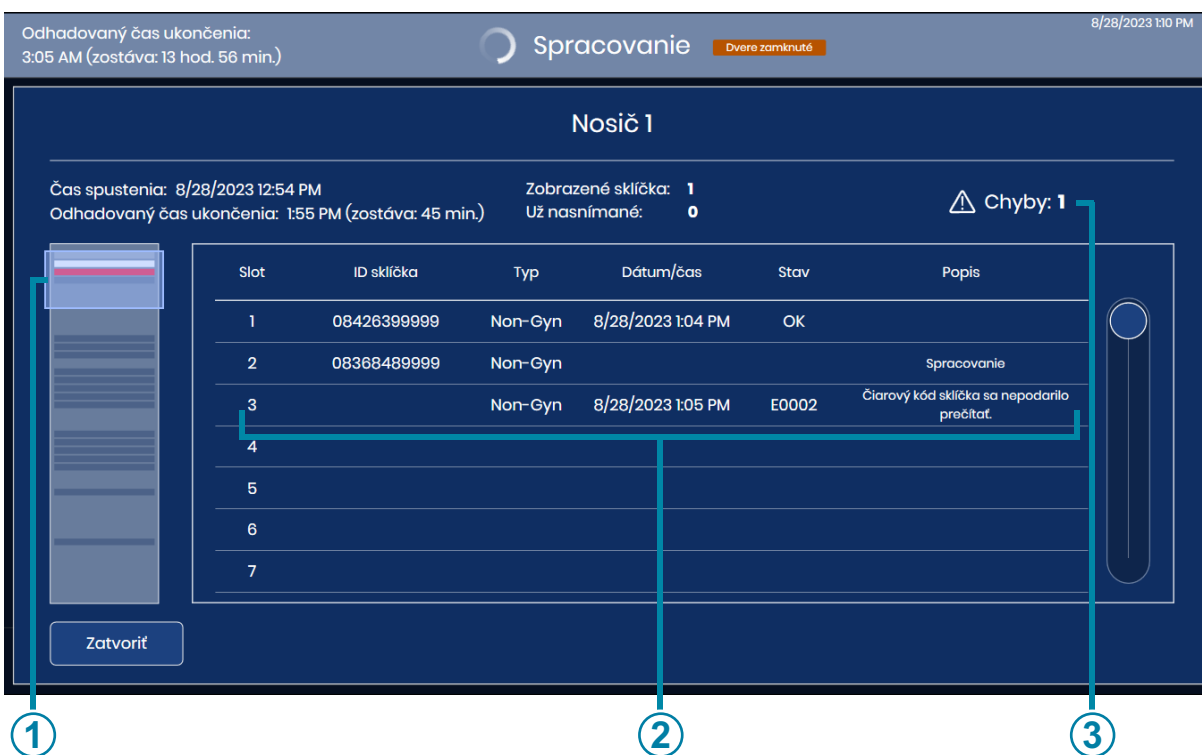 Odhadovaný čas ukončenia:
3:05 AM (zostáva: 13 hod. 56 min.)
Spracovanie
Dvere zamknuté
8/28/2023 1:10 PM
Nosič 1
Čas spustenia: 8/28/2023 12:54 PM
Odhadovaný čas ukončenia: 1:55 PM (zostáva: 45 min.)
Zobrazené sklíčka: 1
Už nasnímané: 0
Chyby: 1
Slot ID sklíčka Typ Dátum/čas Stav Popis
1 08426399999 Non-Gyn 8/28/2023 1:04 PM OK
2 08368489999 Non-Gyn Spracovanie
3 Non-Gyn 8/28/2023 1:05 PM E0002 Čiarový kód sklíčka sa nepodarilo
prečítať.
4
5
6
7
Zatvoriť
1 2 3